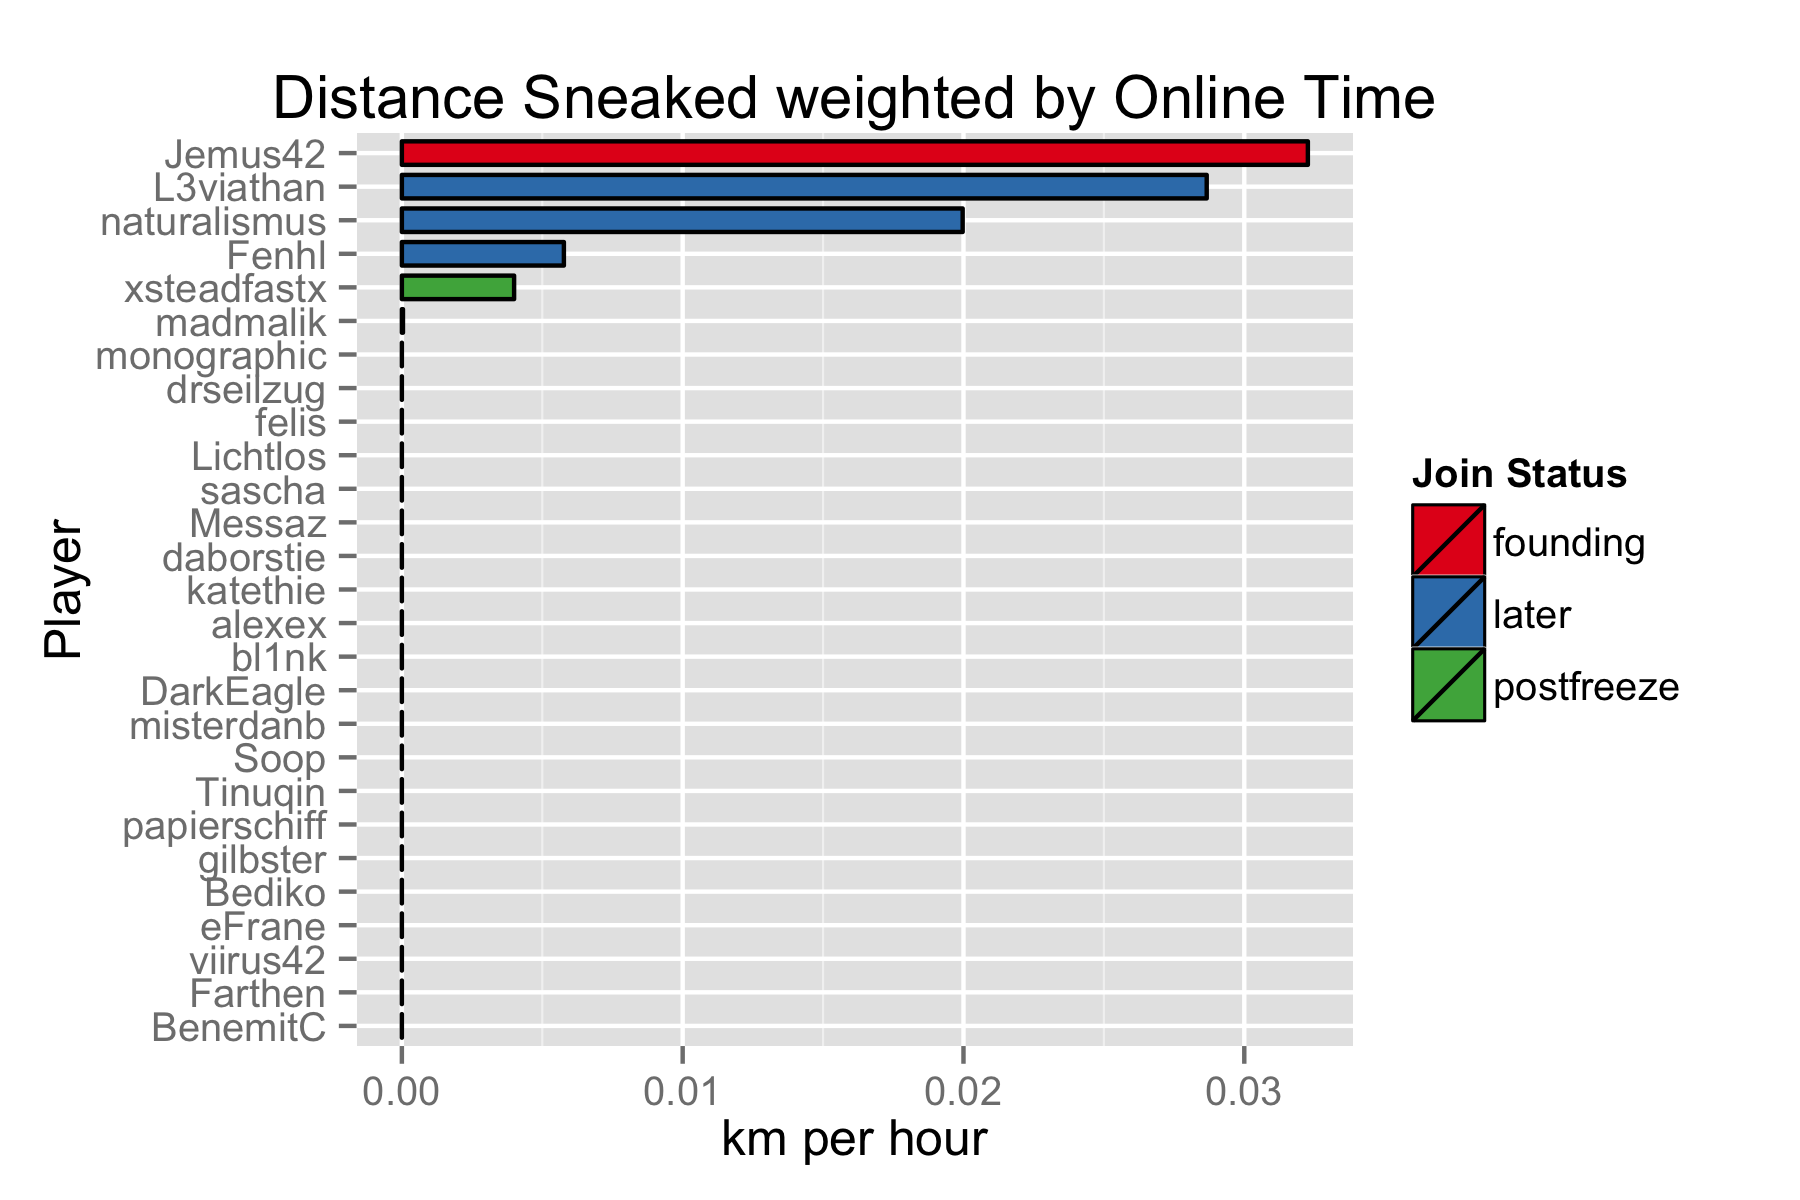 Distance Sneaked weighted by Online Time
Jemus42
L3viathan
naturalismus
Fenhl
xsteadfastx
madmalik
monographic
drseilzug
felis
Lichtlos
sascha
Messaz
daborstie
katethie
alexex
bl1nk
DarkEagle
misterdanb
Soop
Tinuqin
papierschiff
gilbster
Bediko
eFrane
viirus42
Farthen
BenemitC
Player
0.00 0.01 0.02 0.03
km per hour
Join Status
founding
later
postfreeze